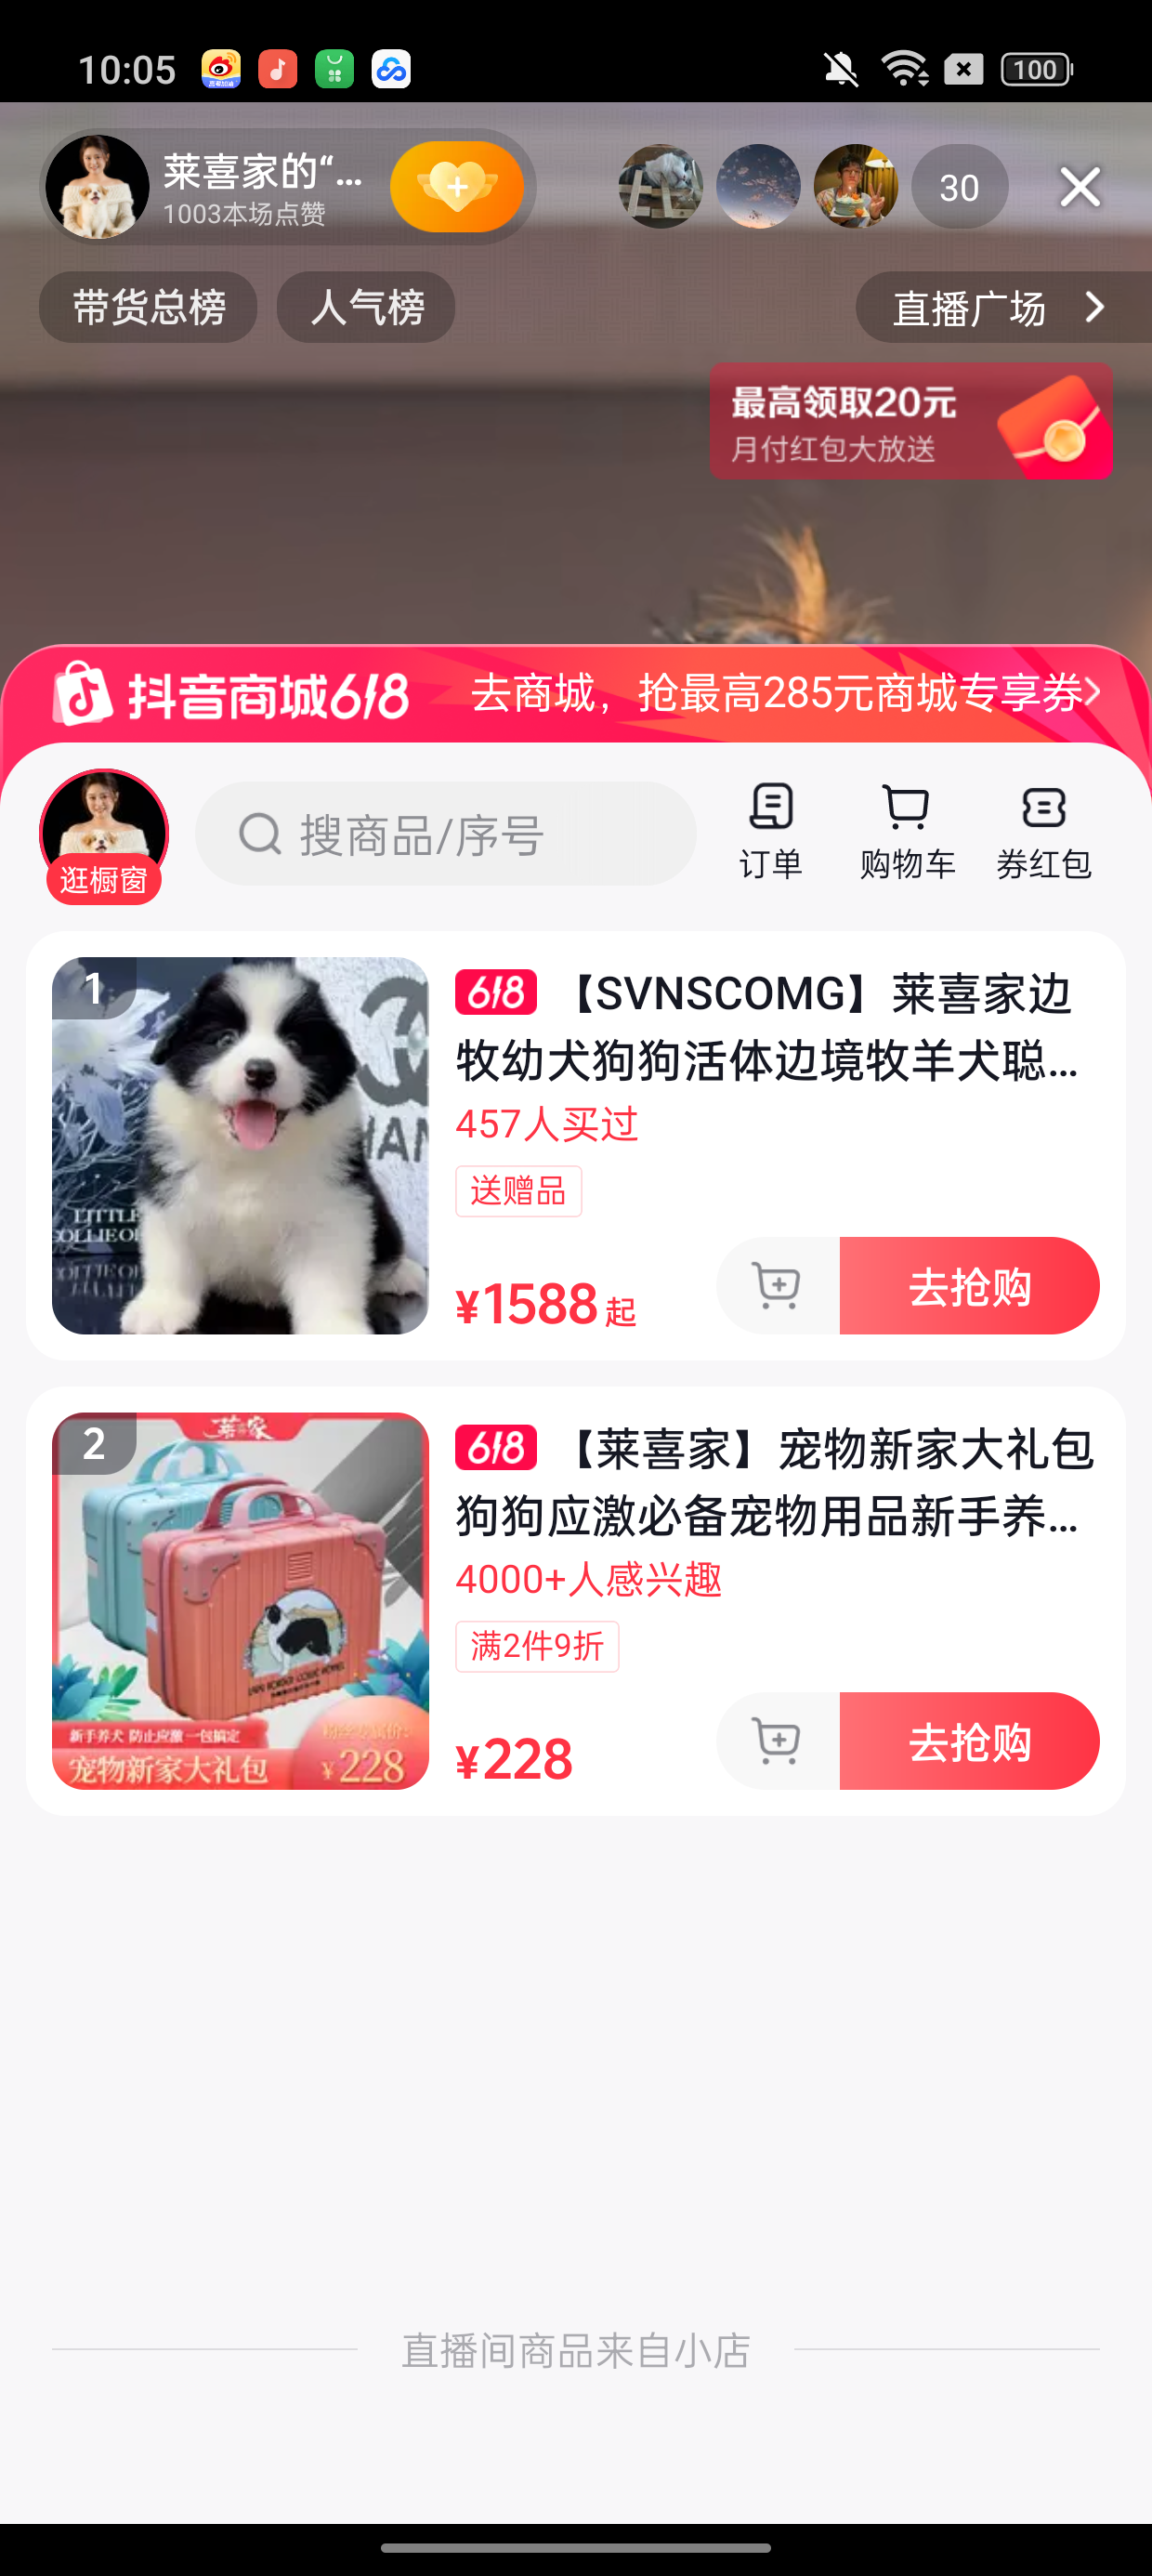 10:05
100
莱喜家的“...
1003本场点赞
30
带货总榜
人气榜
直播广场
最高领取20元
月付红包大放送
抖音商城618
去商城，抢最高285元商城专享券
逛橱窗
搜商品/序号
订单
购物车
券红包
1
618 【SVNSCOMG】莱喜家边
牧幼犬狗狗活体边境牧羊犬聪...
457人买过
送赠品
¥1588起
去抢购
LITTLE
2
莱喜家
618 【莱喜家】宠物新家大礼包
狗狗应激必备宠物用品新手养...
4000+人感兴趣
满2件9折
¥228
去抢购
新手养犬 防止应激 一包搞定
宠物新家大礼包
¥228
直播间商品来自小店